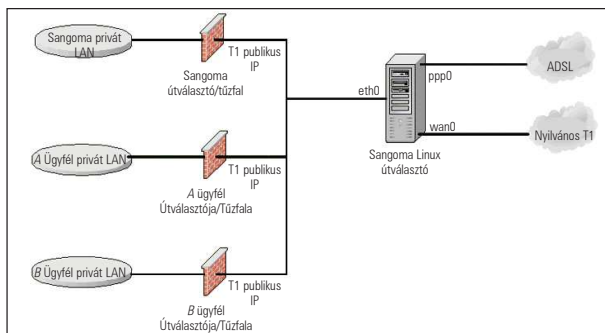 Sangoma privát
LAN
T1 publikus
IP
Sangoma
útválasztó/tűzfal
eth0
ppp0
ADSL
wan0
Nyilvános T1
Sangoma Linux
útválasztó
A Ügyfél privát LAN
T1 publikus
IP
A ügyfél
Útválasztója/Tűzfala
B Ügyfél privát LAN
T1 publikus
IP
B ügyfél
Útválasztója/Tűzfala